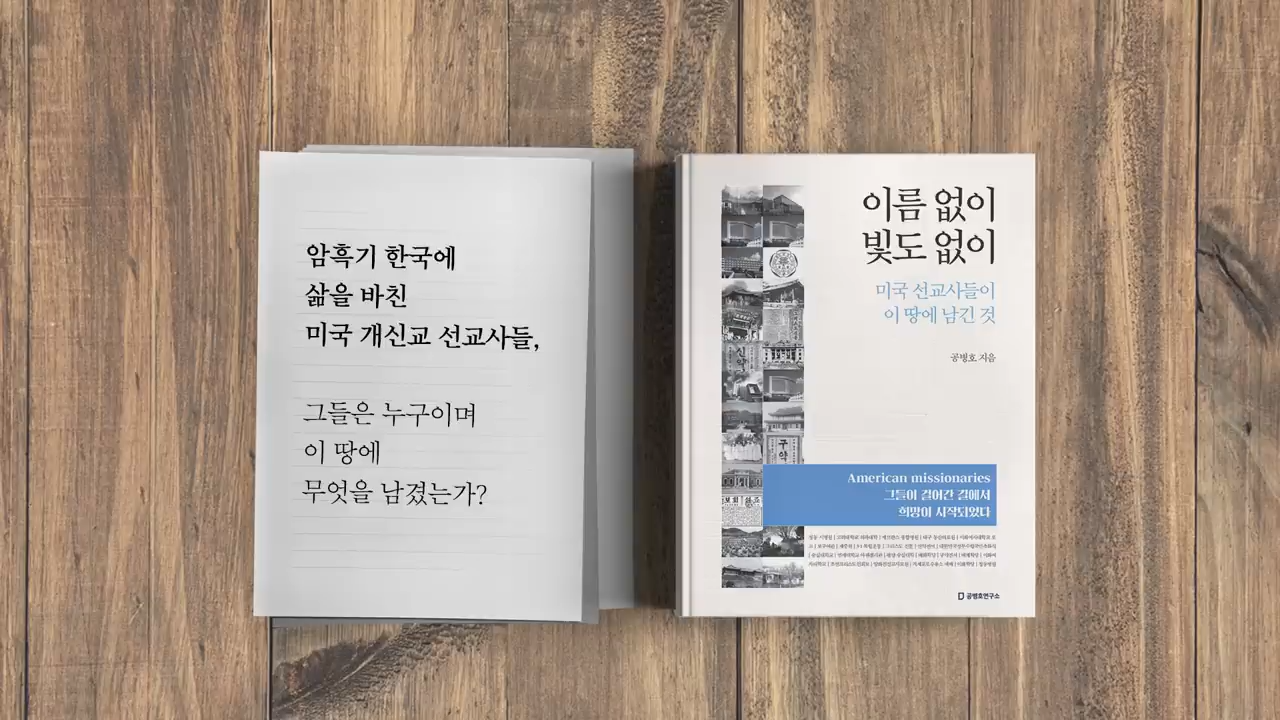 암흑기 한국에
삶을 바친
미국 개신교 선교사들,
그들은 누구이며
이 땅에
무엇을 남겼는가?
이름 없이
빛도 없이
미국 선교사들이
이 땅에 남긴 것
공병호 지음
American missionaries
그들이 걸어간 길에서
희망이 시작되었다
구약
공병호연구소